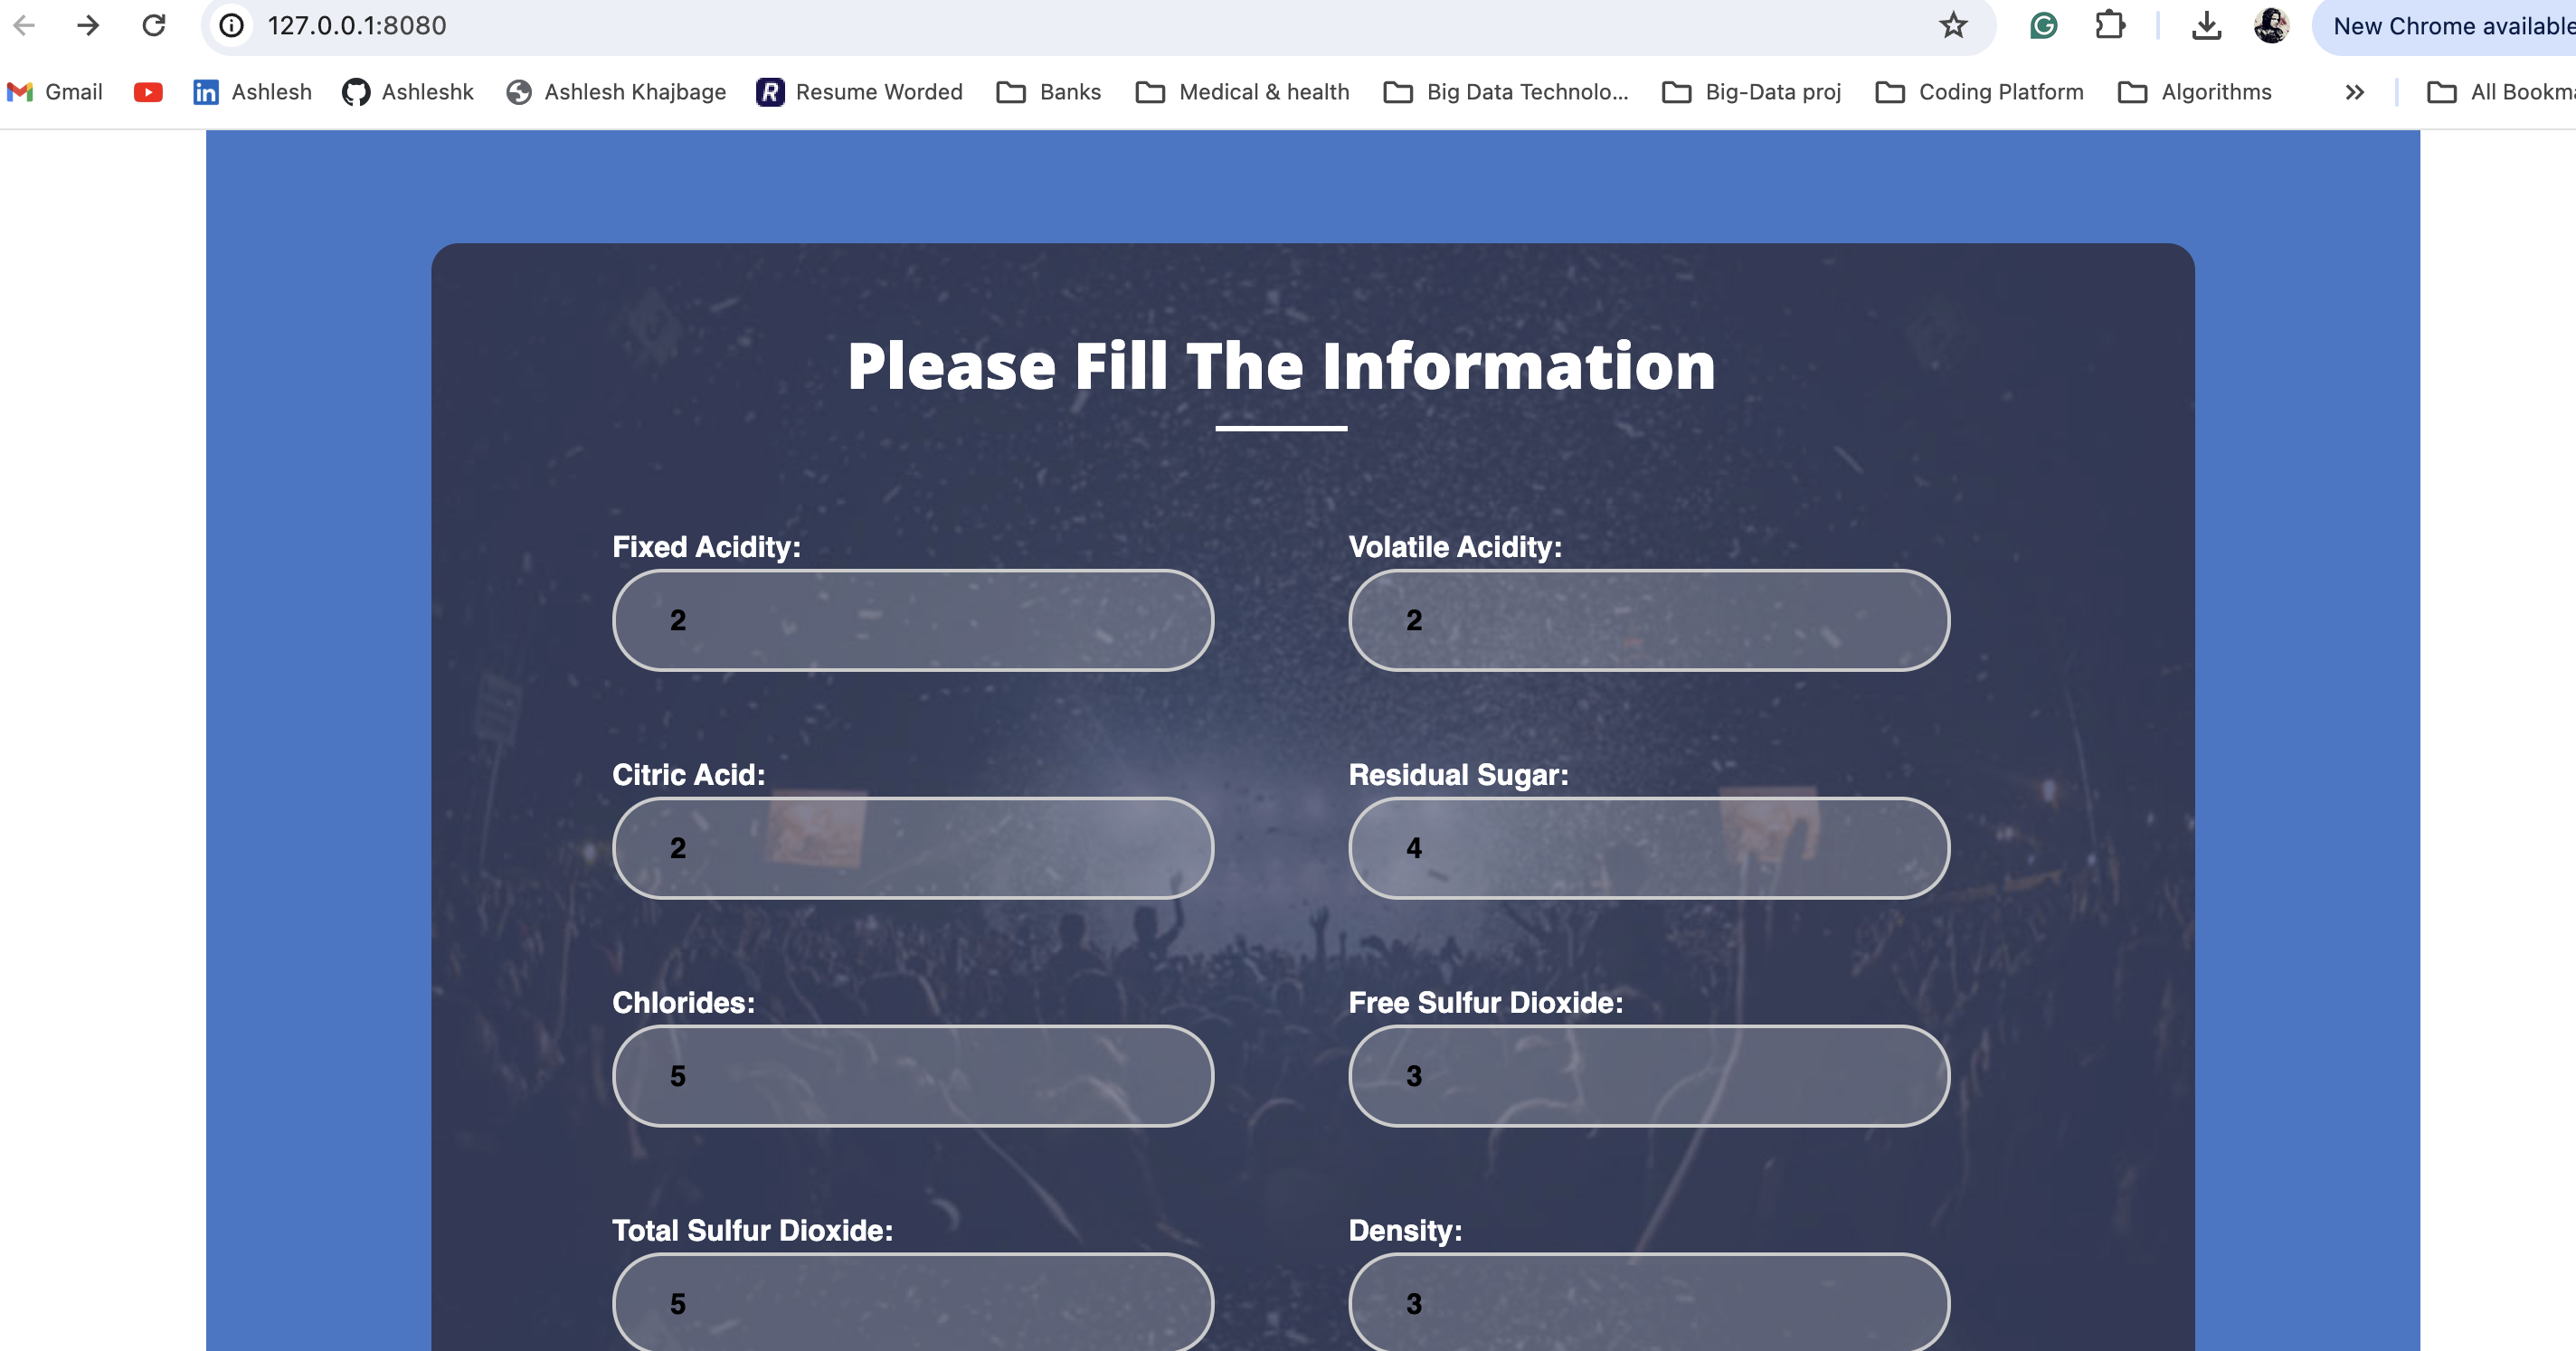 127.0.0.1:8080
New Chrome available
Gmail
Ashlesh
Ashleshk
Ashlesh Khajbage
R Resume Worded
Banks
Medical & health
Big Data Technolo...
Big-Data proj
Coding Platform
Algorithms
All Bookma
Please Fill The Information
Fixed Acidity: Volatile Acidity:
2 2
Citric Acid: Residual Sugar:
2 4
Chlorides: Free Sulfur Dioxide:
5 3
Total Sulfur Dioxide: Density:
5 3